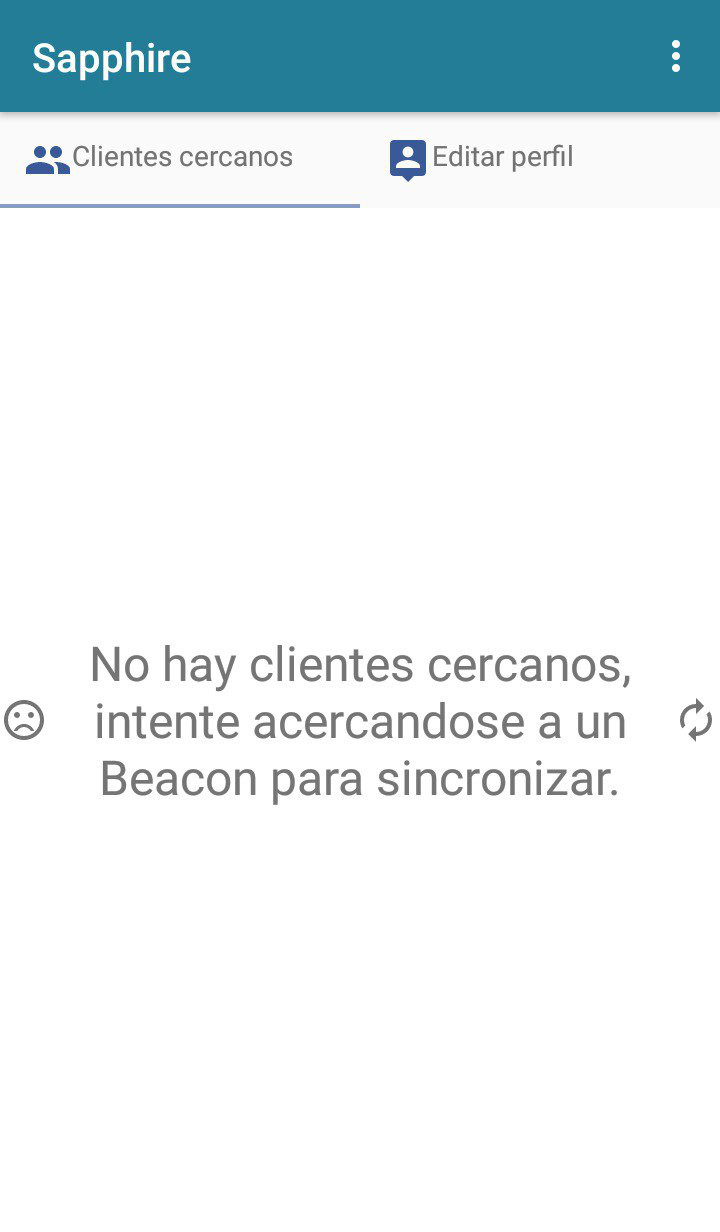 Sapphire
Clientes cercanos
Editar perfil
No hay clientes cercanos,
intente acercandose a un
Beacon para sincronizar.